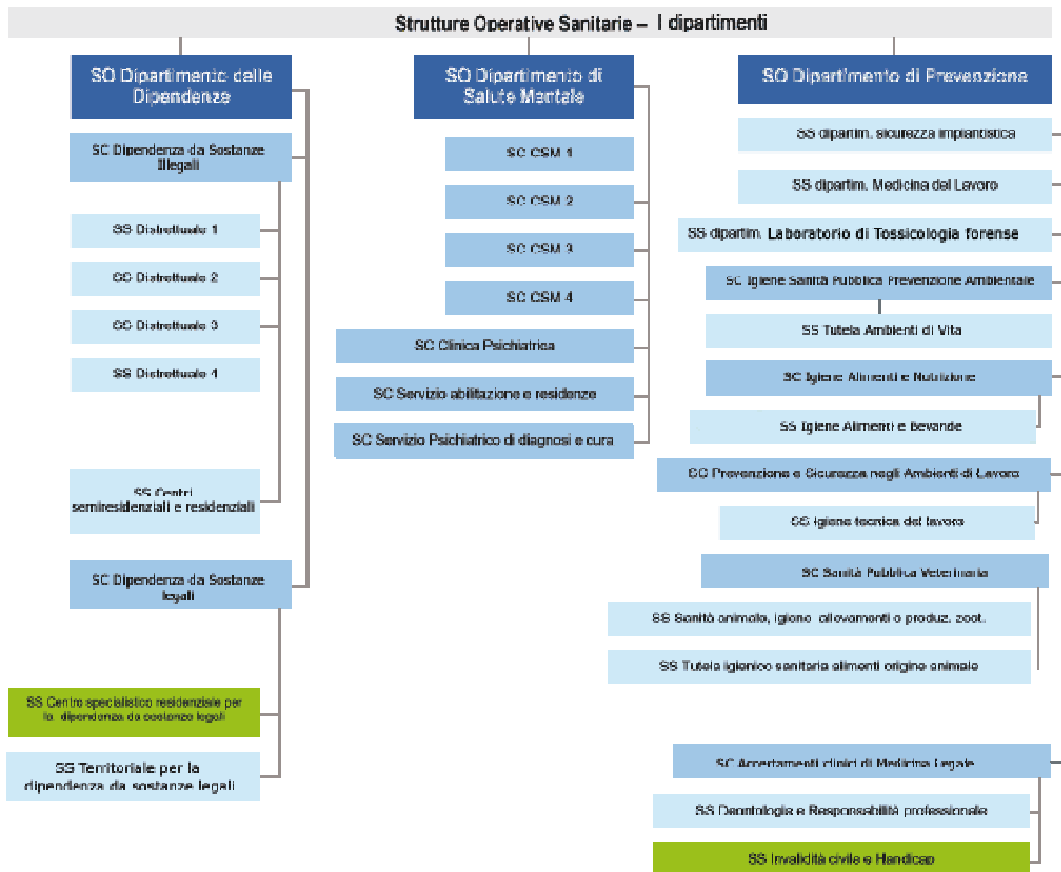 Strutture Operative Sanitarie – I dipartimenti
SO Dipartimento delle
Dipendenze
SC Dipendenza da Sostanze
Illegali
SS Distrettuale 1
SS Distrettuale 2
SS Distrettuale 3
SS Distrettuale 4
SS Centri
semiresidenziali e residenziali
SC Dipendenza da Sostanze
legali
SS Centro specialistico residenziale per
la dipendenza da sostanze legali
SS Territoriale per la
dipendenza da sostanze legali
SO Dipartimento di
Salute Mentale
SC CSM 1
SC CSM 2
SC CSM 3
SC CSM 4
SC Clinica Psichiatrica
SC Servizio abilitazione e residenze
SC Servizio Psichiatrico di diagnosi e cura
SO Dipartimento di Prevenzione
SS dipartim. sicurezza impiantistica
SS dipartim. Medicina del Lavoro
SS dipartim. Laboratorio di Tossicologia forense
SC Igiene Sanità Pubblica Prevenzione Ambientale
SS Tutela Ambienti di Vita
SC Igiene Alimenti e Nutrizione
SS Igiene Alimenti e Bevande
SC Prevenzione e Sicurezza negli Ambienti di Lavoro
SS Igiene tecnica del lavoro
SC Sanità Pubblica Veterinaria
SS Sanità animale, igiene allevamenti e produz. zoot.
SS Tutela igienico sanitaria alimenti origine animale
SC Accertamenti clinici di Medicina Legale
SS Deontologia e Responsabilità professionale
SS Invalidità civile e Handicap